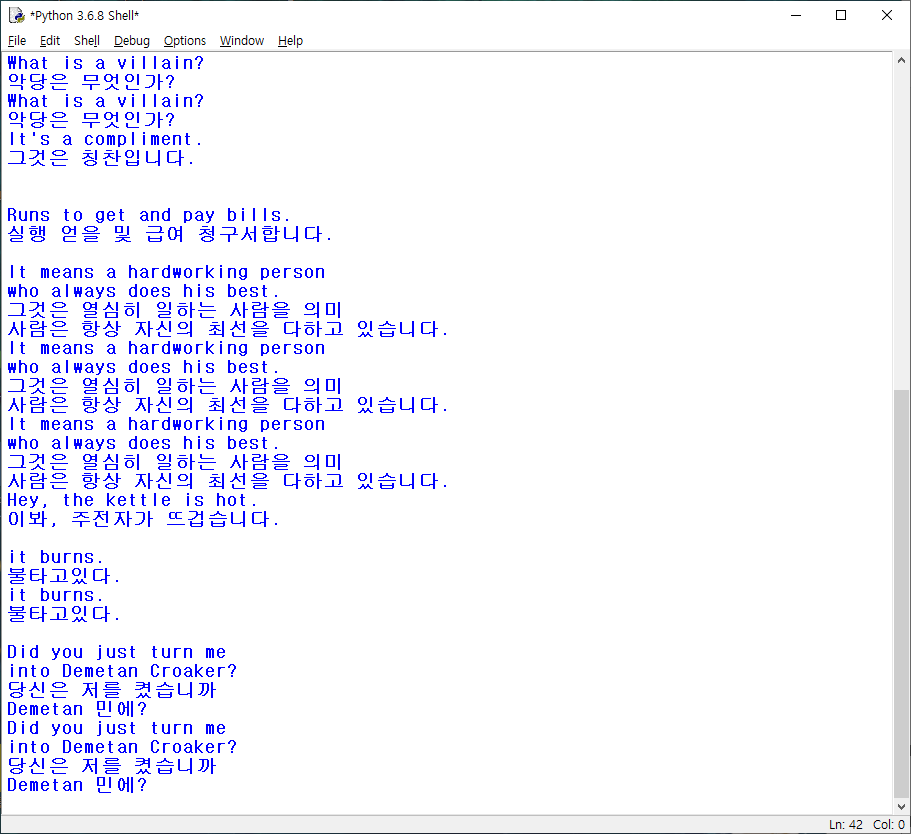 *Python 3.6.8 Shell*
File Edit Shell Debug Options Window Help
What is a villain?
악당은 무엇인가?
What is a villain?
악당은 무엇인가?
It's a compliment.
그것은 칭찬입니다.
Runs to get and pay bills.
실행 얻을 및 급여 청구서합니다.
It means a hardworking person
who always does his best.
그것은 열심히 일하는 사람을 의미
사람은 항상 자신의 최선을 다하고 있습니다.
It means a hardworking person
who always does his best.
그것은 열심히 일하는 사람을 의미
사람은 항상 자신의 최선을 다하고 있습니다.
It means a hardworking person
who always does his best.
그것은 열심히 일하는 사람을 의미
사람은 항상 자신의 최선을 다하고 있습니다.
Hey, the kettle is hot.
이봐, 주전자가 뜨겁습니다.
it burns.
불타고있다.
it burns.
불타고있다.
Did you just turn me
into Demetan Croaker?
당신은 저를 켰습니까
Demetan 민에?
Did you just turn me
into Demetan Croaker?
당신은 저를 켰습니까
Demetan 민에?
Ln: 42 Col: 0